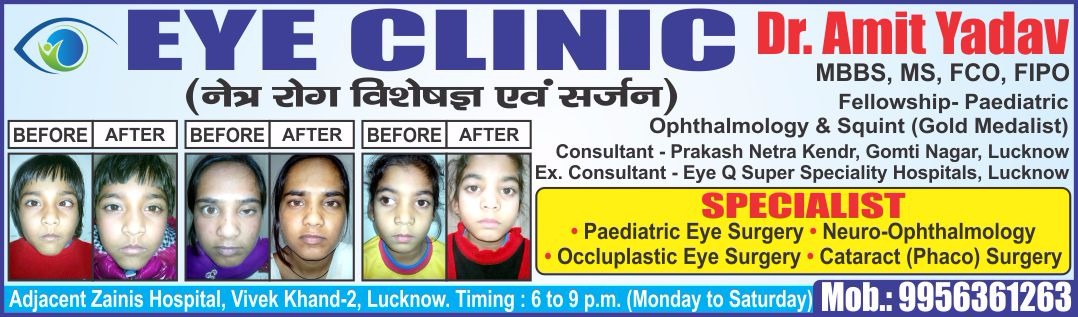 EYE CLINIC
(नेत्र रोग विशेषज्ञ एवं सर्जन)
Dr. Amit Yadav
MBBS, MS, FCO, FIPO
Fellowship- Paediatric
Ophthalmology & Squint (Gold Medalist)
Consultant - Prakash Netra Kendr, Gomti Nagar, Lucknow
Ex. Consultant - Eye Q Super Speciality Hospitals, Lucknow
BEFORE AFTER BEFORE AFTER BEFORE AFTER
SPECIALIST
• Paediatric Eye Surgery • Neuro-Ophthalmology
• Occluplastic Eye Surgery • Cataract (Phaco) Surgery
Adjacent Zainis Hospital, Vivek Khand-2, Lucknow. Timing : 6 to 9 p.m. (Monday to Saturday) Mob.: 9956361263